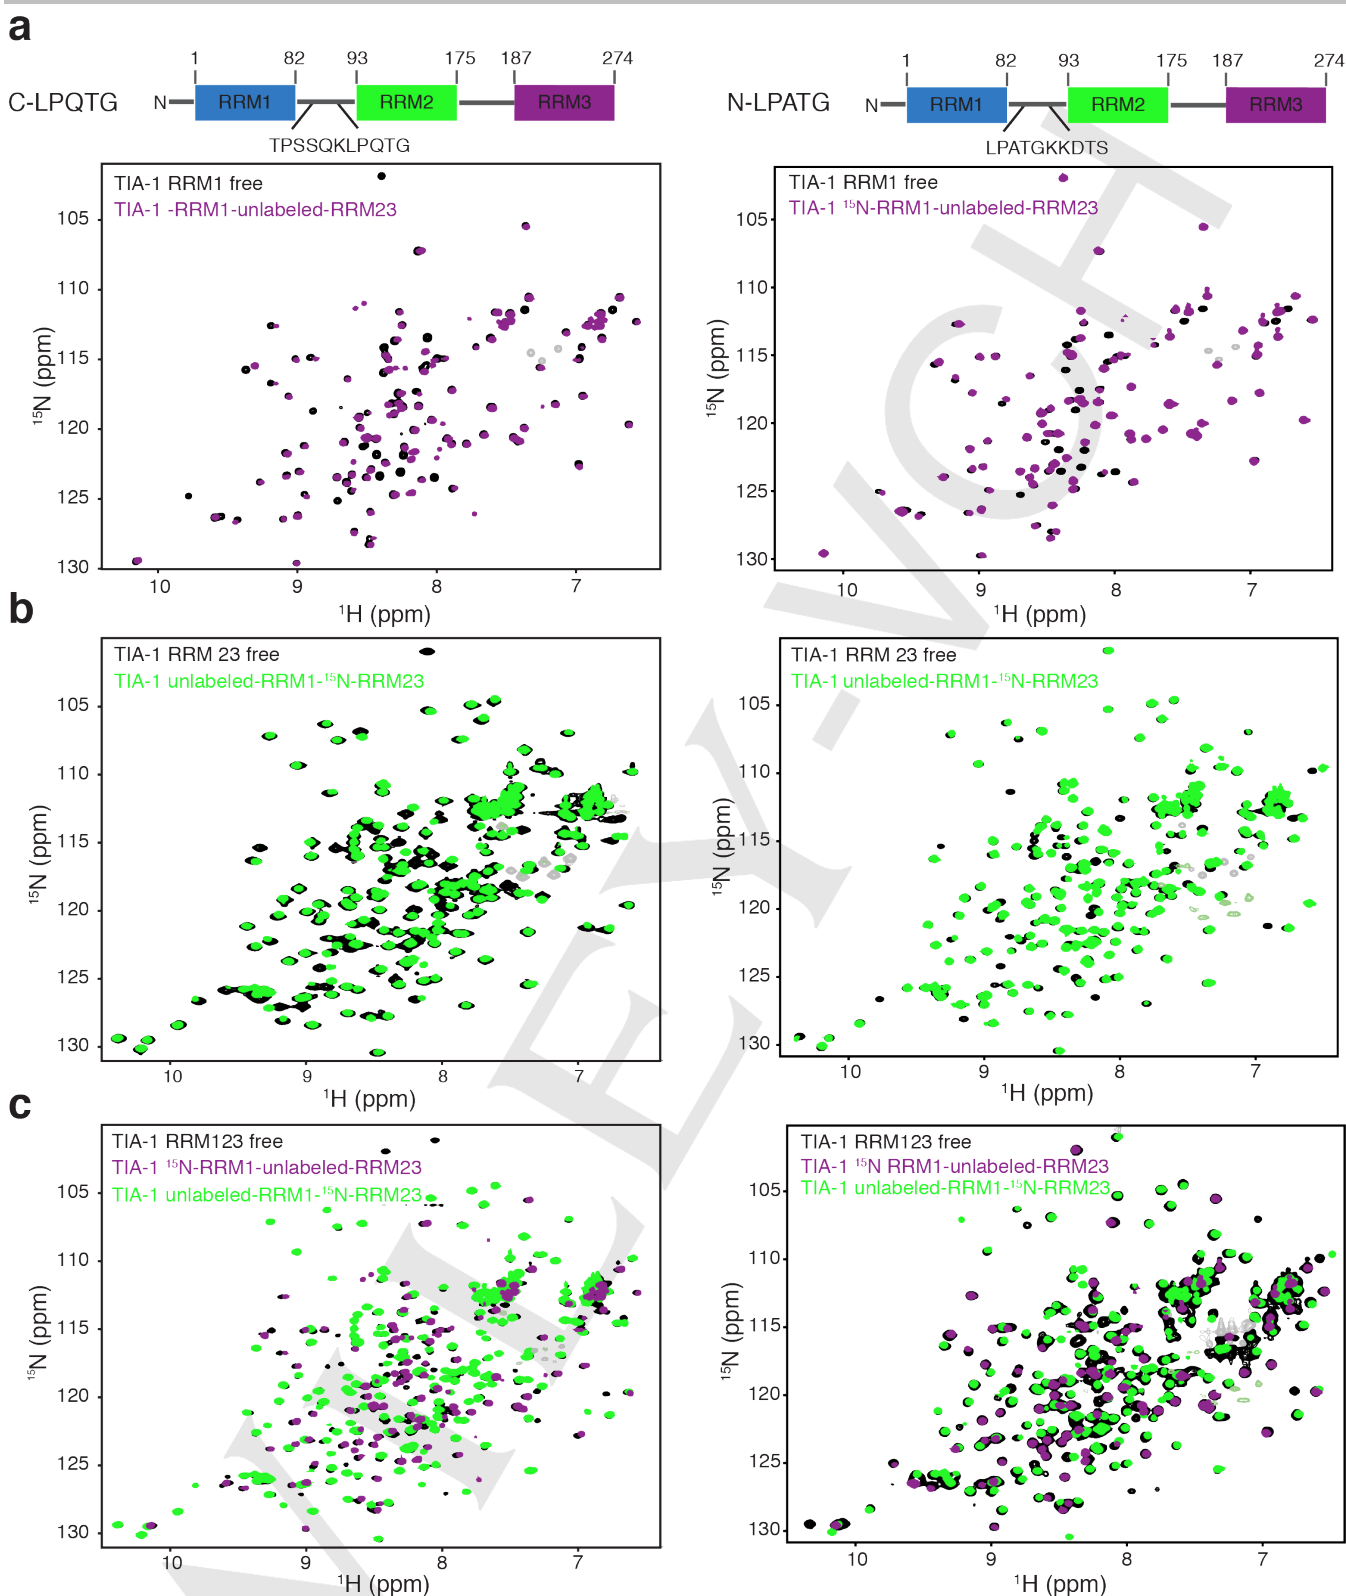 a
1 82 93 175 187 274
C-LPQTG N RRM1 RRM2 RRM3
TPSSQKLPQTG
1 82 93 175 187 274
N-LPATG N RRM1 RRM2 RRM3
LPATGKKDTS
TIA-1 RRM1 free
TIA-1 -RRM1-unlabeled-RRM23
105
110
115
120
125
130
15N (ppm)
10 9 8 7
1H (ppm)
TIA-1 RRM1 free
TIA-1 15N-RRM1-unlabeled-RRM23
105
110
115
120
125
130
15N (ppm)
10 9 8 7
1H (ppm)
b
TIA-1 RRM 23 free
TIA-1 unlabeled-RRM1-15N-RRM23
105
110
115
120
125
130
15N (ppm)
10 9 8 7
1H (ppm)
TIA-1 RRM 23 free
TIA-1 unlabeled-RRM1-15N-RRM23
105
110
115
120
125
130
15N (ppm)
10 9 8 7
1H (ppm)
c
TIA-1 RRM123 free
TIA-1 15N-RRM1-unlabeled-RRM23
TIA-1 unlabeled-RRM1-15N-RRM23
105
110
115
120
125
130
15N (ppm)
10 9 8 7
1H (ppm)
TIA-1 RRM123 free
TIA-1 15N RRM1-unlabeled-RRM23
TIA-1 unlabeled-RRM1-15N-RRM23
105
110
115
120
125
130
15N (ppm)
10 9 8 7
1H (ppm)
WILEY-VCH